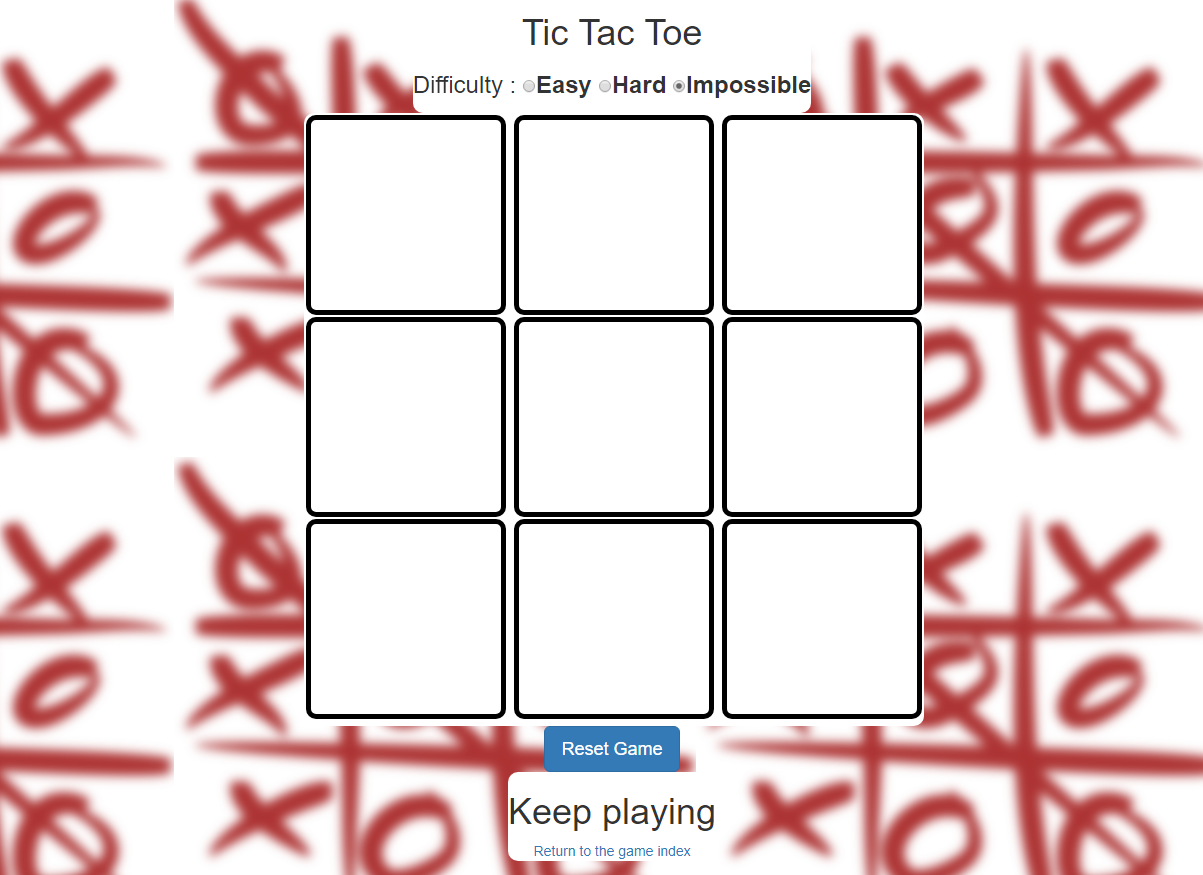 Tic Tac Toe
Difficulty : Easy Hard Impossible
Reset Game
Keep playing
Return to the game index